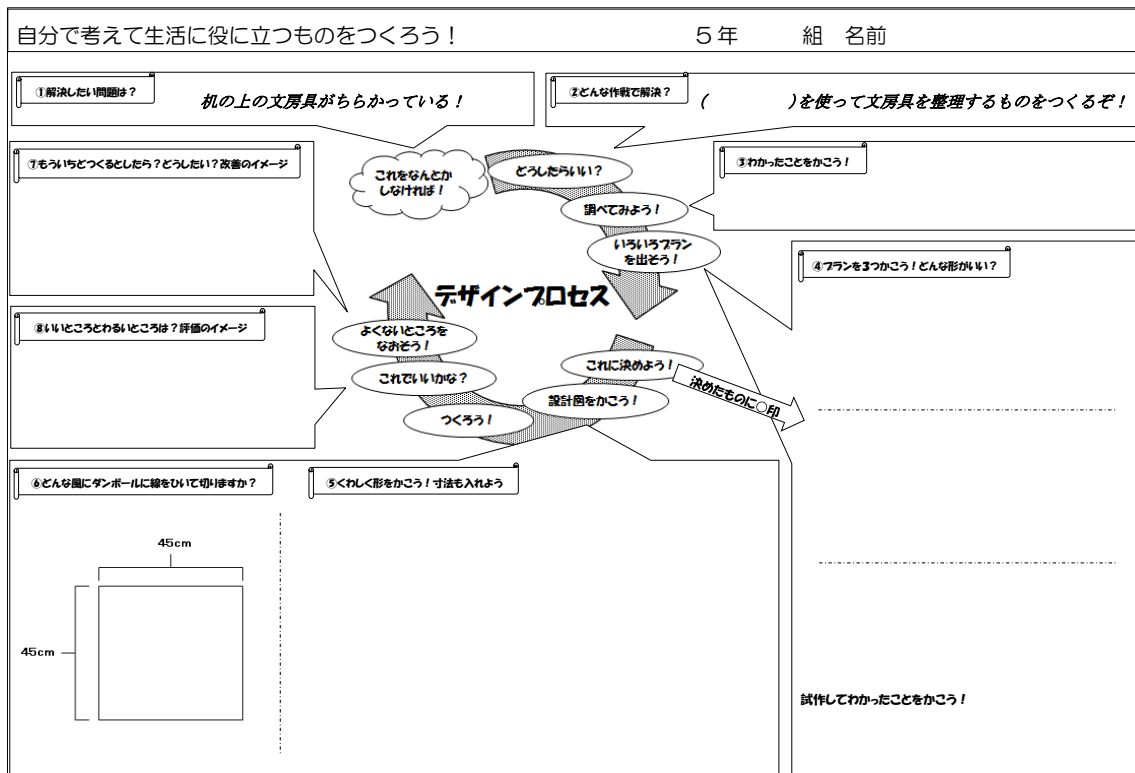 自分で考えて生活に役に立つものをつくろう！ ５年 組 名前
①解決したい問題は？
机の上の文房具がちらかっている！
②どんな作戦で解決？
( )を使って文房具を整理するものをつくるぞ！
⑦もういちどつくるとしたら？どうしたい？改善のイメージ
これをなんとか
しなければ！
どうしたらいい？
調べてみよう！
いろいろプラン
を出そう！
③わかったことをかこう！
④プランを3つかこう！どんな形がいい？
デザインプロセス
⑧いいところとわるいところは？評価のイメージ
よくないところを
なおそう！
これでいいかな？
つくろう！
これに決めよう！
設計図をかこう！
決めたものに○印
⑥どんな風にダンボールに線をひいて切りますか？
⑤くわしく形をかこう！寸法も入れよう
45cm
45cm
試作してわかったことをかこう！